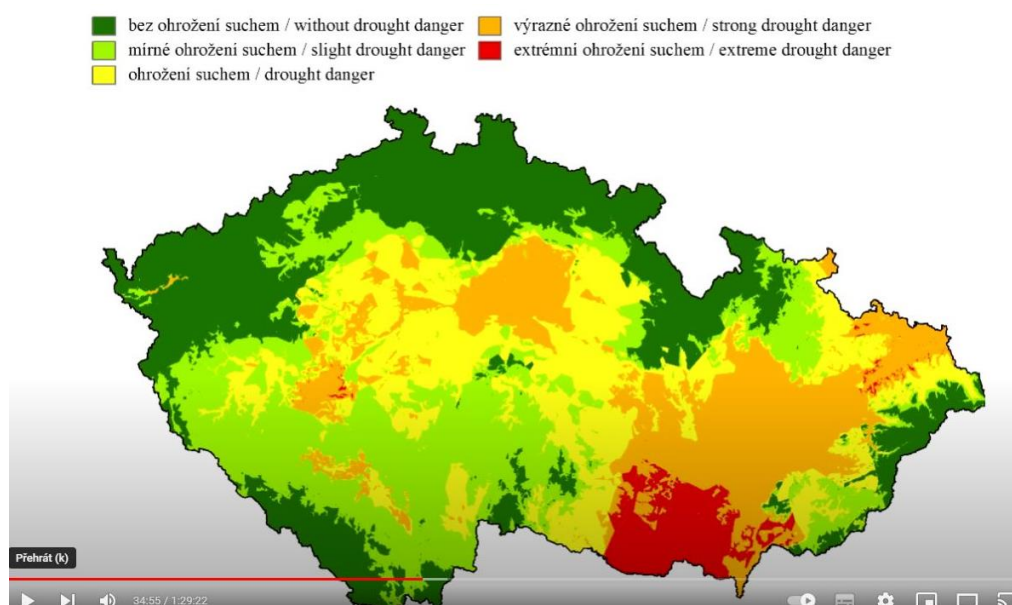 bez ohrožení suchem / without drought danger
výrazné ohrožení suchem / strong drought danger
mírné ohrožení suchem / slight drought danger
extrémni ohrožení suchem / extreme drought danger
ohrožení suchem / drought danger
Přehrát (k)
34:55 / 1:29:22